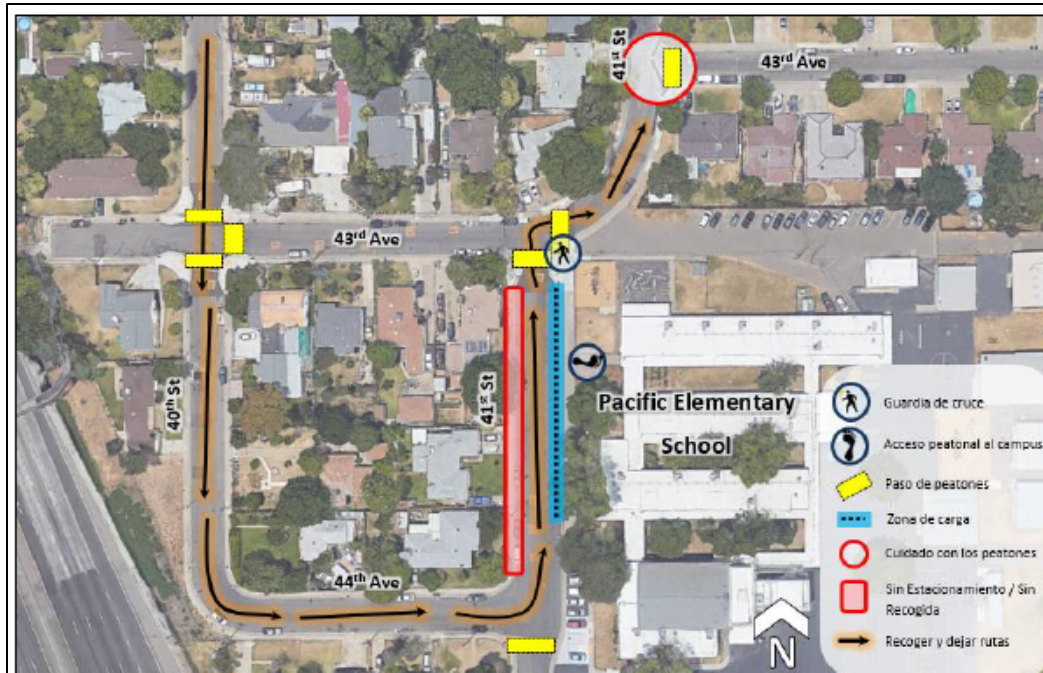 41st St
43rd Ave
43rd Ave
40th St
41st St
44th Ave
Pacific Elementary
School
Guardia de cruce
Acceso peatonal al campus
Paso de peatones
Zona de carga
Cuidado con los peatones
Sin Estacionamiento / Sin
Recogida
Recoger y dejar rutas
N